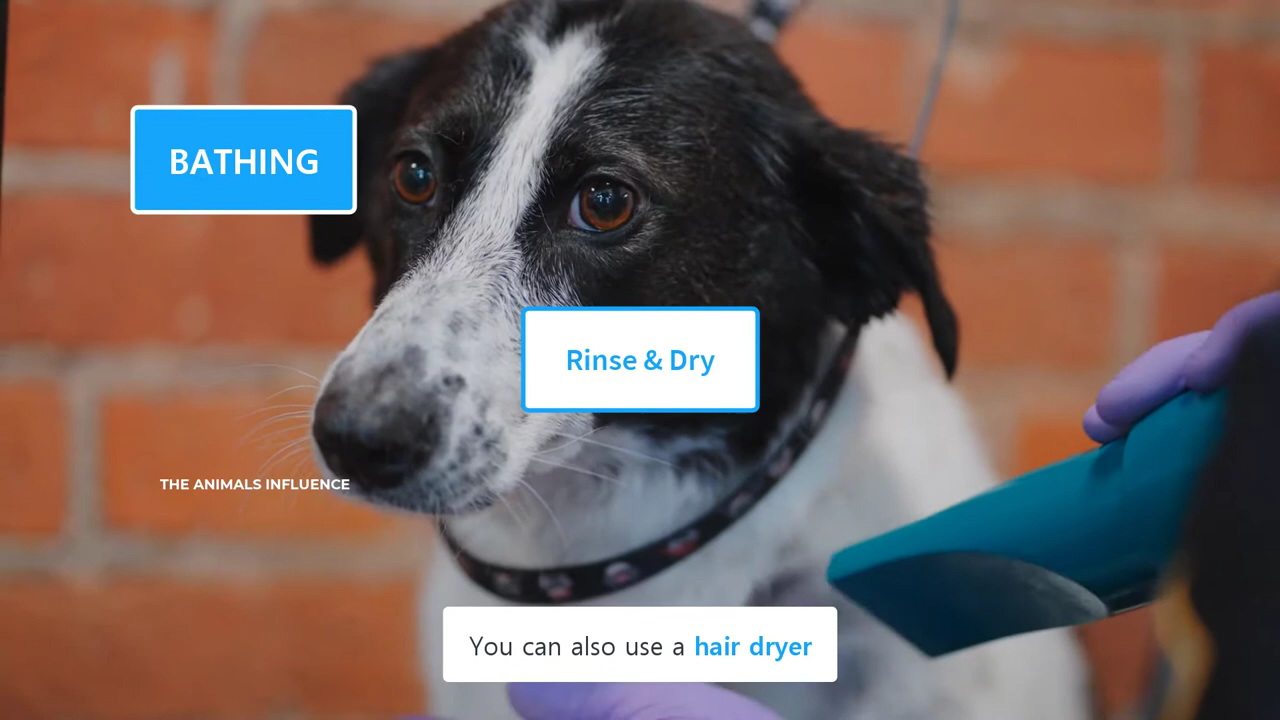 BATHING
Rinse & Dry
THE ANIMALS INFLUENCE
You can also use a hair dryer